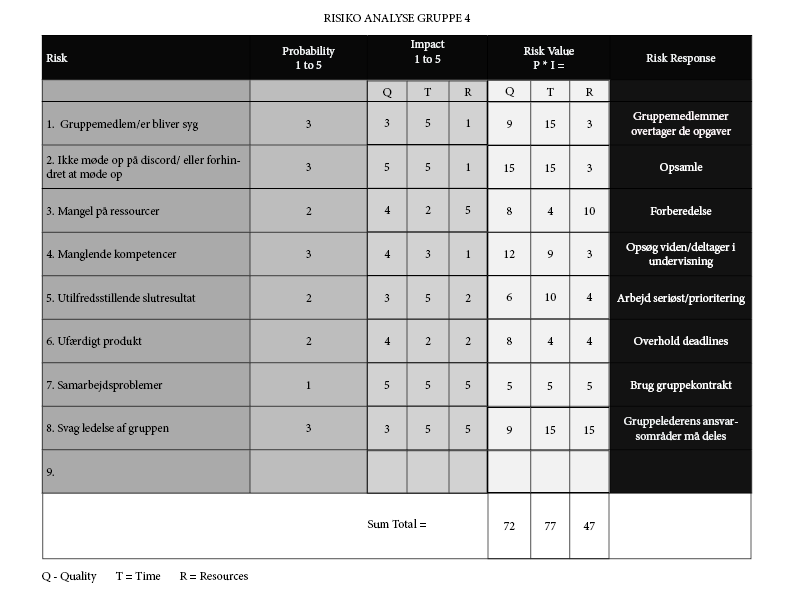 RISIKO ANALYSE GRUPPE 4
Risk Probability 1 to 5 Impact 1 to 5 Risk Value P * I = Risk Response
Q T R Q T R
1. Gruppemedlem/er bliver syg 3 3 5 1 9 15 3 Gruppemedlemmer
overtager de opgaver
2. Ikke møde op på discord/ eller forhin-
dret at møde op 3 5 5 1 15 15 3 Opsamle
3. Mangel på ressourcer 2 4 2 5 8 4 10 Forberedelse
4. Manglende kompetencer 3 4 3 1 12 9 3 Opsøg viden/deltager i
undervisning
5. Utilfredsstillende slutresultat 2 3 5 2 6 10 4 Arbejd seriøst/prioritering
6. Ufærdigt produkt 2 4 2 2 8 4 4 Overhold deadlines
7. Samarbejdsproblemer 1 5 5 5 5 5 5 Brug gruppekontrakt
8. Svag ledelse af gruppen 3 3 5 5 9 15 15 Gruppelederens ansvar-
sområder må deles
9.
Sum Total = 72 77 47
Q - Quality T = Time R = Resources